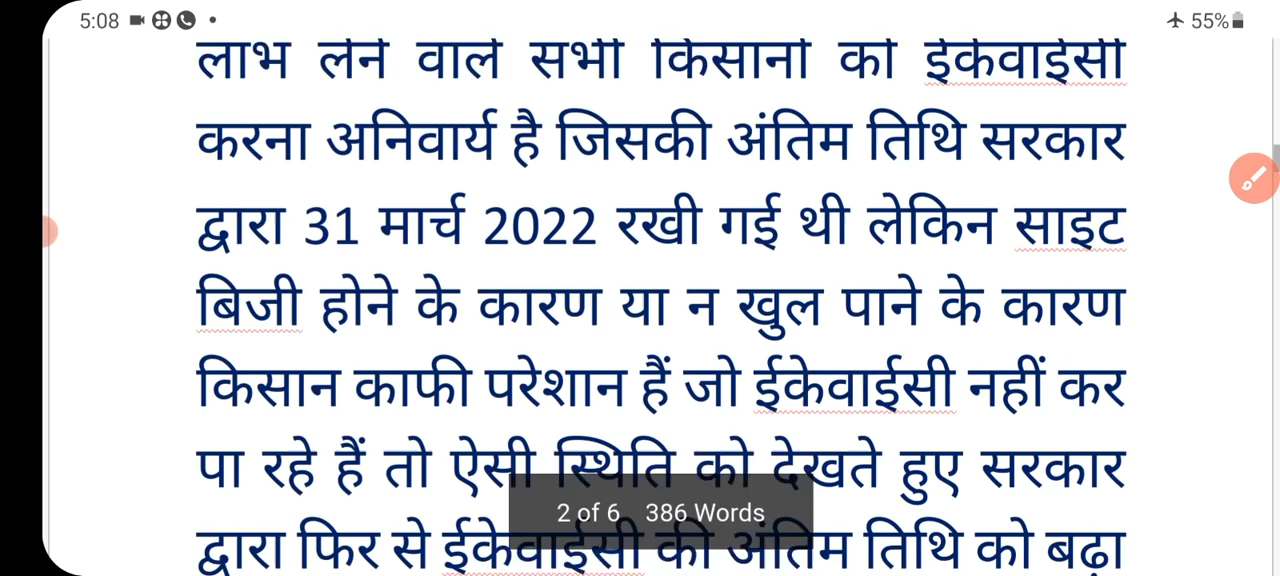 5:08
55%
लाभ लेने वाले सभी किसानों को ईकेवाईसी
करना अनिवार्य है जिसकी अंतिम तिथि सरकार
द्वारा 31 मार्च 2022 रखी गई थी लेकिन साइट
बिजी होने के कारण या न खुल पाने के कारण
किसान काफी परेशान हैं जो ईकेवाईसी नहीं कर
पा रहे हैं तो ऐसी स्थिति को देखते हुए सरकार
2 of 6 386 Words
द्वारा फिर से ईकेवाईसी की अंतिम तिथि को बढ़ा